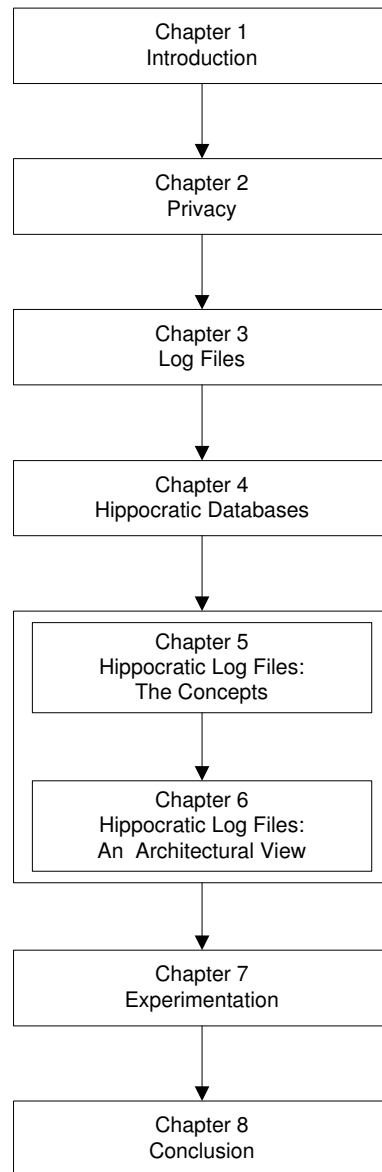 Chapter 1
Introduction
Chapter 2
Privacy
Chapter 3
Log Files
Chapter 4
Hippocratic Databases
Chapter 5
Hippocratic Log Files:
The Concepts
Chapter 6
Hippocratic Log Files:
An Architectural View
Chapter 7
Experimentation
Chapter 8
Conclusion